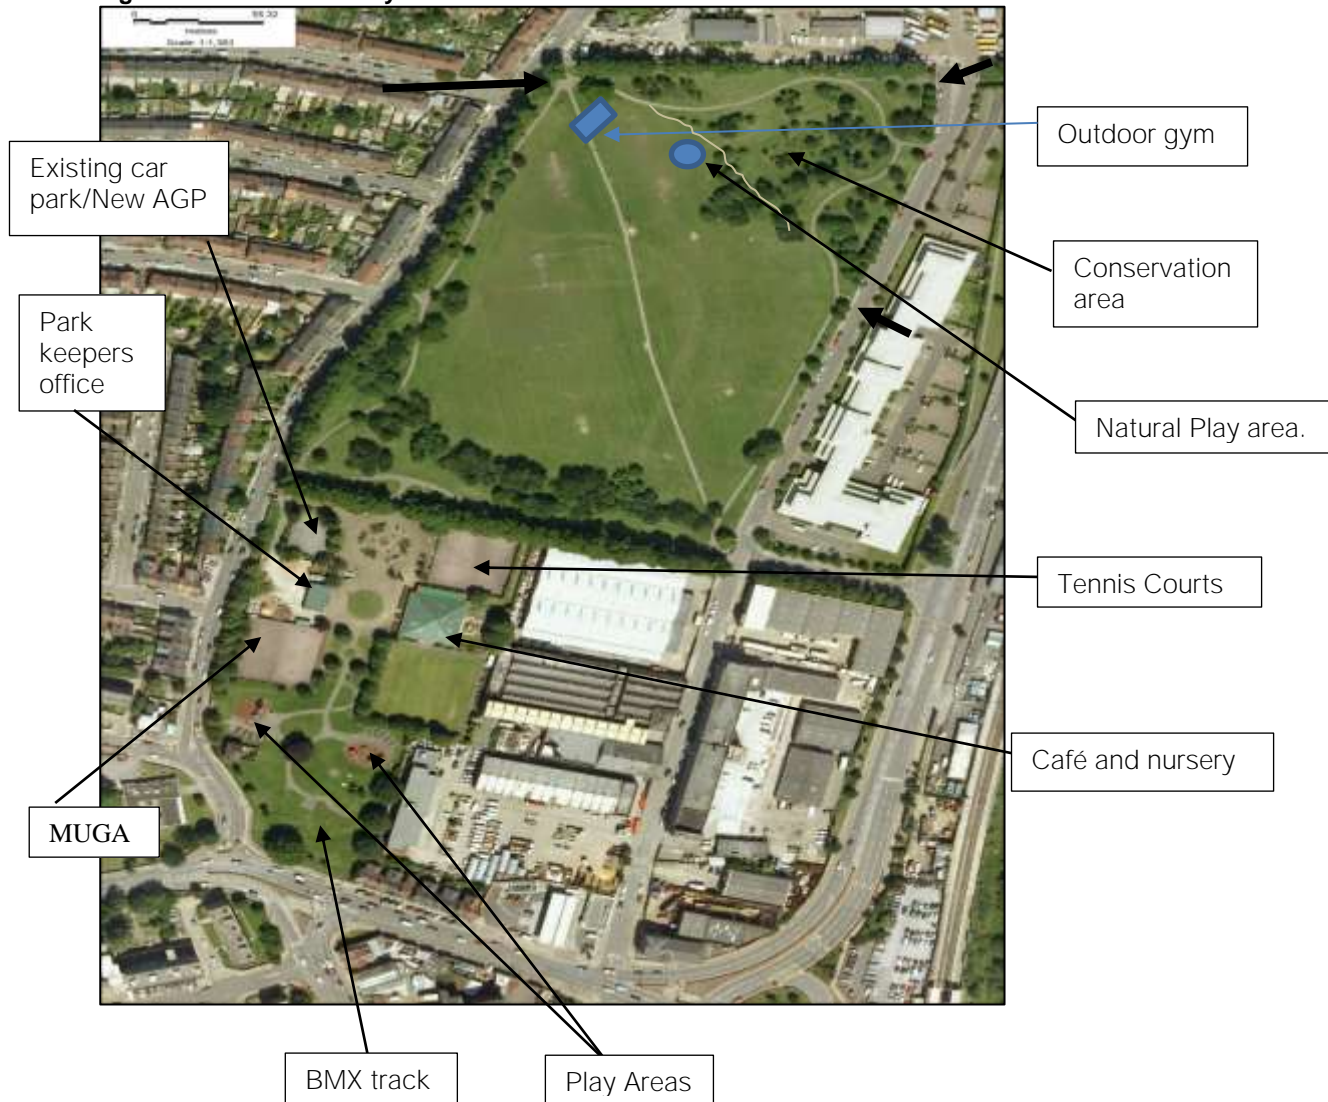 Outdoor gym
Existing car
park/New AGP
Conservation
area
Park
keepers
office
Natural Play area.
Tennis Courts
Café and nursery
MUGA
BMX track
Play Areas